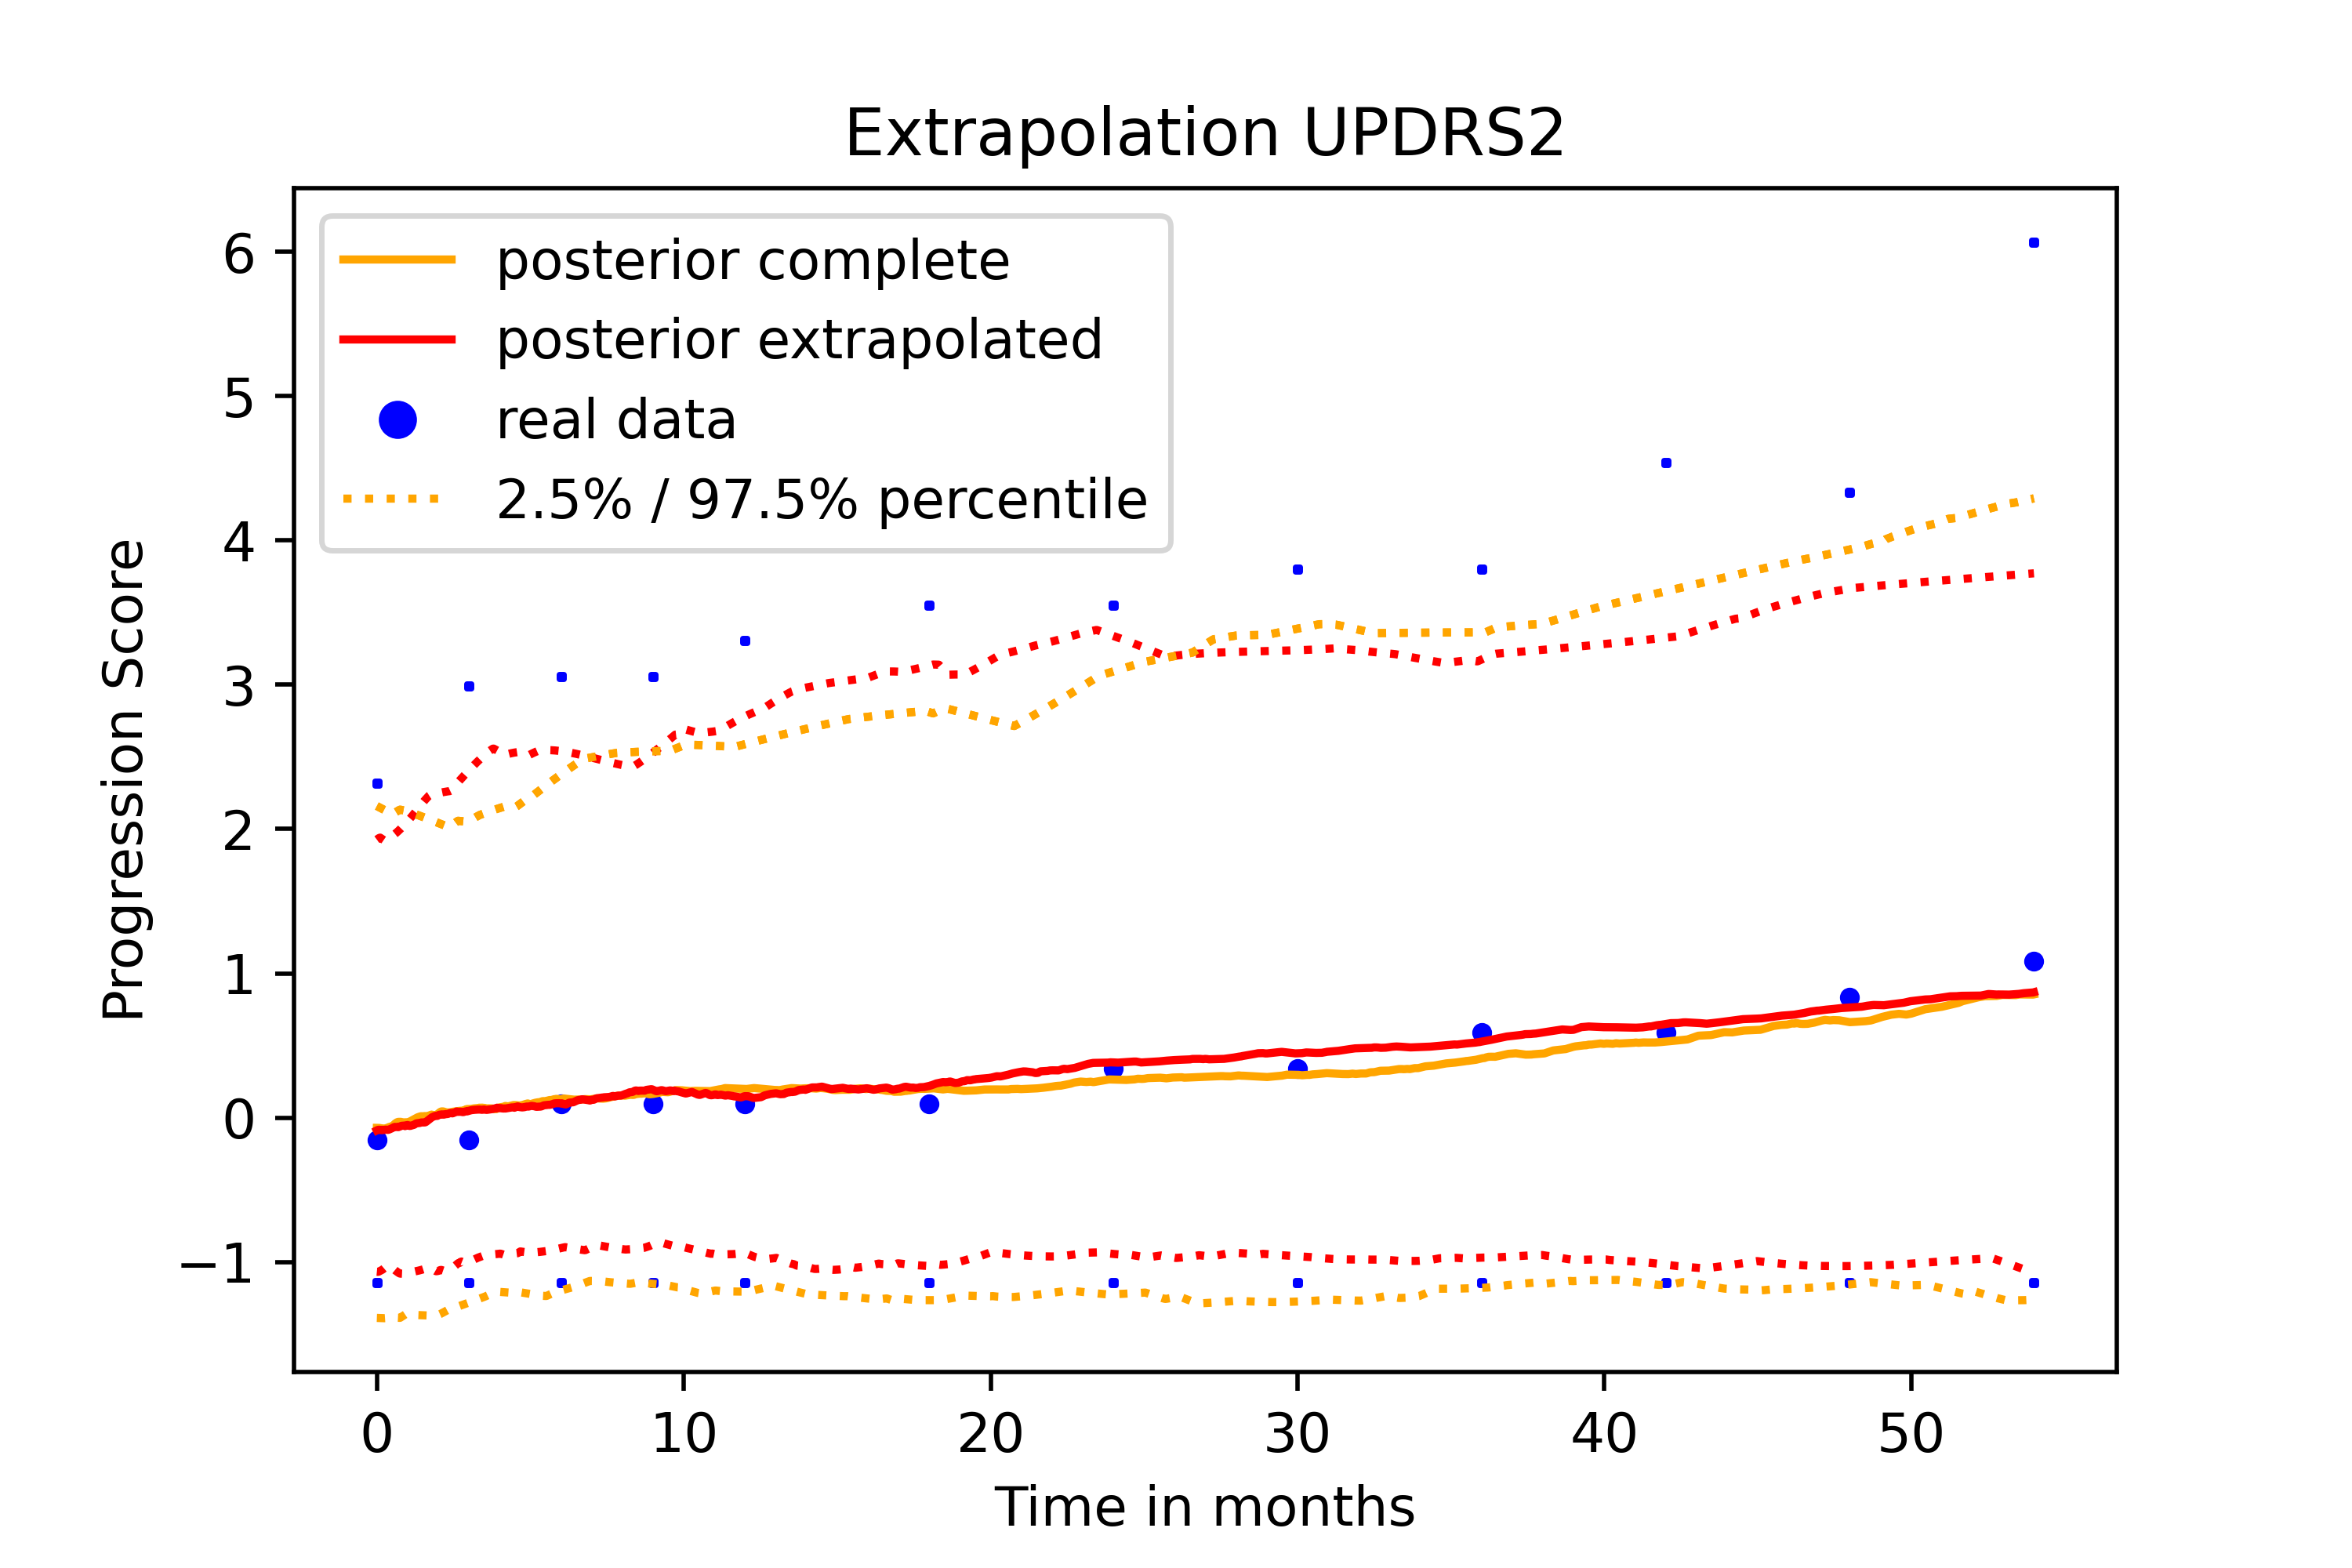 Extrapolation UPDRS2
posterior complete
posterior extrapolated
real data
2.5% / 97.5% percentile
Progression Score
6
5
4
3
2
1
0
−1
0 10 20 30 40 50
Time in months